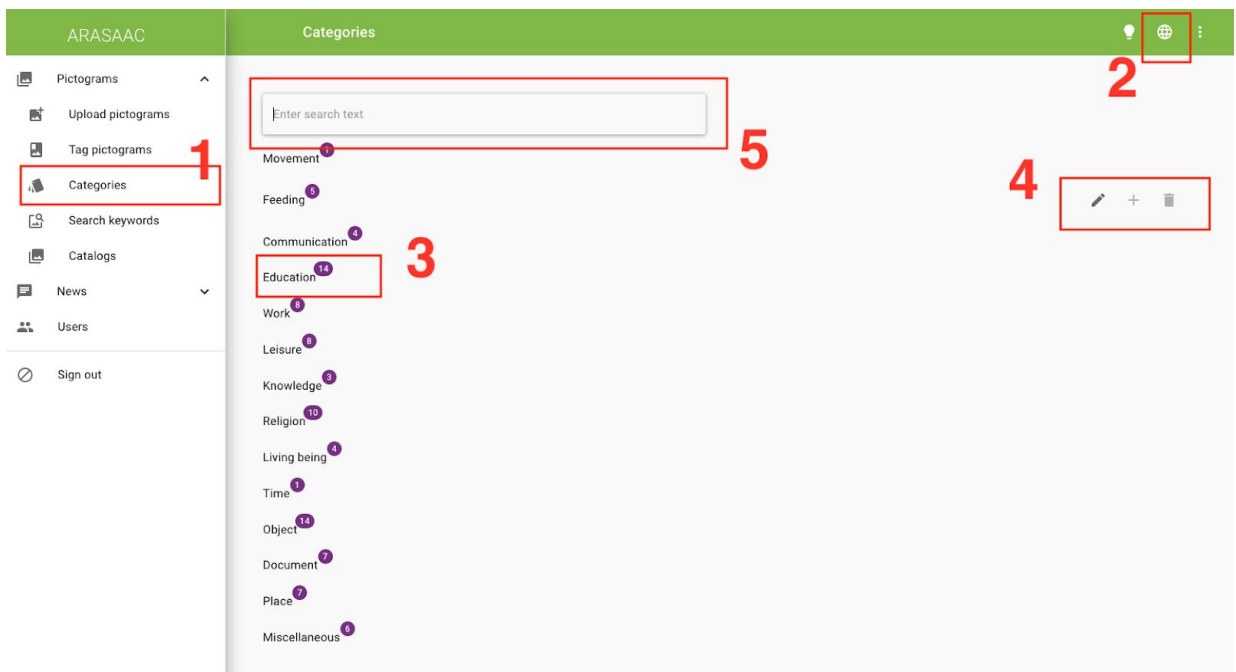 ARASAAC
Categories
2
Pictograms
Upload pictograms
Tag pictograms
1
Categories
Search keywords
Catalogs
News
Users
Sign out
Enter search text
5
Movement
Feeding 5
4
Communication 4
Education 14
3
Work 8
Leisure 8
Knowledge 3
Religion 10
Living being 4
Time 1
Object 14
Document 7
Place 7
Miscellaneous 6